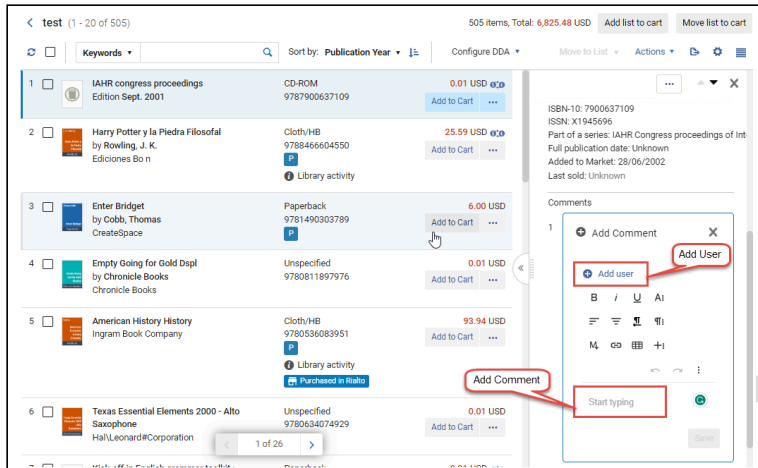 test (1 - 20 of 505)
505 items, Total: 6,825.48 USD
Add list to cart
Move list to cart
Keywords
Sort by: Publication Year
Configure DDA
Move to List
Actions
1
IAHR congress proceedings
Edition Sept. 2001
CD-ROM
9787900637109
0.01 USD
Add to Cart
2
Harry Potter y la Piedra Filosofal
by Rowling, J. K.
Ediciones Bo n
Cloth/HB
9788466604550
P
Library activity
25.59 USD
Add to Cart
3
Enter Bridget
by Cobb, Thomas
CreateSpace
Paperback
9781490303789
P
6.00 USD
Add to Cart
4
Empty Going for Gold Dspl
by Chronicle Books
Chronicle Books
Unspecified
9780811897976
0.01 USD
Add to Cart
5
American History History
Ingram Book Company
Cloth/HB
9780536083951
P
Library activity
Purchased in Rialto
93.94 USD
Add to Cart
6
Texas Essential Elements 2000 - Alto
Saxophone
Hal\Leonard#Corporation
Unspecified
9780634074929
0.01 USD
Add to Cart
1 of 26
ISBN-10: 7900637109
ISSN: X1945696
Part of a series: IAHR Congress proceedings of Int
Full publication date: Unknown
Added to Market: 28/06/2002
Last sold: Unknown
Comments
1
Add Comment
Add User
Add user
B i U
Add Comment
Start typing
Save